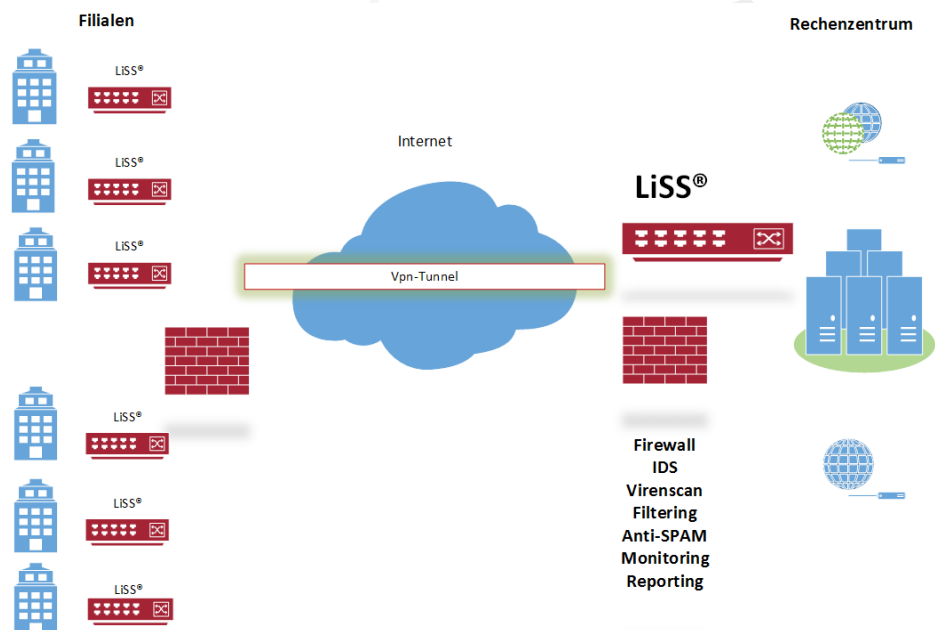 Filialen
Rechenzentrum
LiSS®
LiSS®
LiSS®
Internet
LiSS®
Vpn-Tunnel
LiSS®
LiSS®
LiSS®
Firewall
IDS
Virenscan
Filtering
Anti-SPAM
Monitoring
Reporting